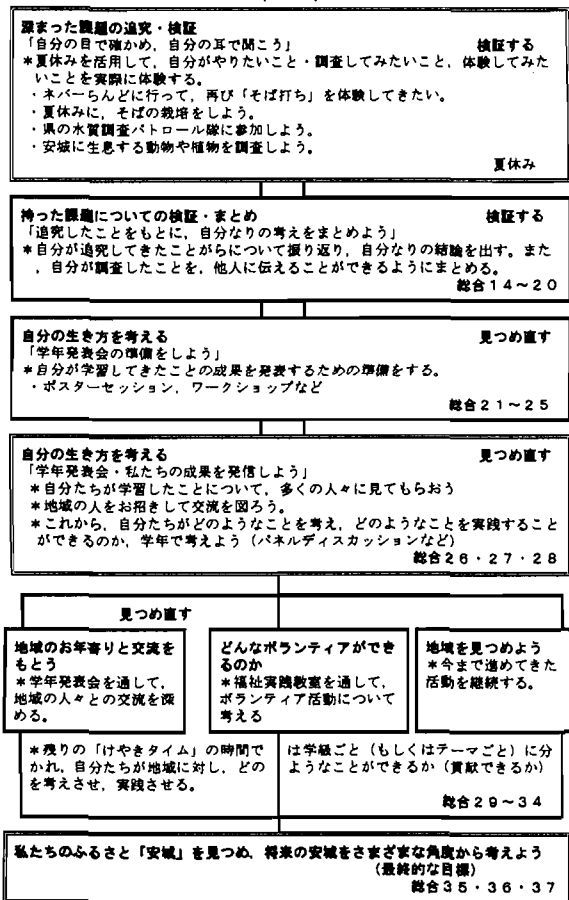 深まった課題の追究・検証
「自分の目で確かめ，自分の耳で聞こう」　検証する
＊夏休みを活用して，自分がやりたいこと・調査してみたいこと，体験してみた
いことを実際に体験する。
・ネバーらんどに行って，再び「そば打ち」を体験してきたい。
・夏休みに，そばの栽培をしよう。
・県の水質調査パトロール隊に参加しよう。
・安城に生息する動物や植物を調査しよう。
夏休み
持った課題についての検証・まとめ　検証する
「追究したことをもとに，自分なりの考えをまとめよう」
＊自分が追究してきたことがらについて振り返り，自分なりの結論を出す。また
，自分が調査したことを，他人に伝えることができるようにまとめる。
総合１４～２０
自分の生き方を考える　見つめ直す
「学年発表会の準備をしよう」
＊自分が学習してきたことの成果を発表するための準備をする。
・ポスターセッション，ワークショップなど
総合２１～２５
自分の生き方を考える　見つめ直す
「学年発表会・私たちの成果を発信しよう」
＊自分たちが学習したことについて，多くの人々に見てもらおう
＊地域の人をお招きして交流を図ろう。
＊これから，自分たちがどのようなことを考え，どのようなことを実践すること
ができるのか，学年で考えよう（パネルディスカッションなど）
総合２６・２７・２８
見つめ直す
地域のお年寄りと交流を
もとう
＊学年発表会を通して，
地域の人々との交流を深
める。
どんなボランティアができ
るのか
＊福祉実践教室を通して，
ボランティア活動について
考える
地域を見つめよう
＊今まで進めてきた
活動を継続する。
＊残りの「けやきタイム」の時間で　は学級ごと（もしくはテーマごと）に分
かれ，自分たちが地域に対し，どの　ようなことができるか（貢献できるか）
を考えさせ，実践させる。
総合２９～３４
私たちのふるさと「安城」を見つめ，将来の安城をさまざまな角度から考えよう
（最終的な目標）
総合３５・３６・３７